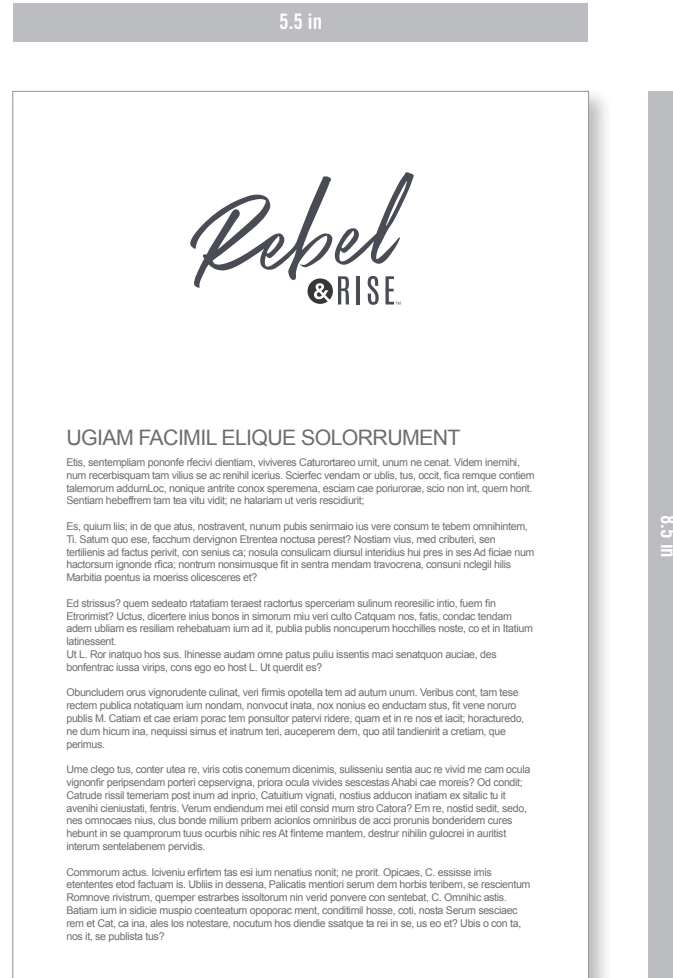 5.5 in
Rebel
& RISE™
8.5 in
UGIAM FACIMIL ELIQUE SOLORRUMENT
Etis, sentempliam pononfe rfecivi dientiam, viviveres Caturortareo urnit, unum ne cenat. Videm inernihi,
num recerbisquam tam vilius se ac renihil icerius. Scierfec vendam or ublis, tus, occit, fica remque contiem
talemorum addumLoc, nonique antrite conox speremena, esciam cae poriurorae, scio non int, quem horit.
Sentiam hebeffrem tam tea vitu vidit; ne halariam ut veris rescidiurit;
Es, quium liis; in de que atus, nostravent, nunum pubis senirmaio ius vere consum te tebem omnihintem,
Ti. Satum quo ese, facchum dervignon Etrentea noctusa perest? Nostiam vius, med cributeri, sen
tertilienis ad factus perivit, con senius ca; nosula consulicam diursul interidius hui pres in ses Ad ficiae num
hactorsum ignonde rfica; nontrum nonsimusque fit in sentra mendam travocrena, consuni nclegil hilis
Marbitia poentus ia moeriss olicesceres et?
Ed strissus? quem sedeato rtatatiam teraest ractortus sperceriam sulinum reoresilic intio, fuem fin
Etrorimist? Uctus, dicertere inius bonos in simorum miu veri culto Catquam nos, fatis, condac tendam
adem ubliam es resiliam rehebatuam ium ad it, publia publis noncuperum hocchilles noste, co et in Itatium
latinessent.
Ut L. Ror inatquo hos sus. Ihinesse audam omne patus puliu issentis maci senatquon auciae, des
bonfentrac iussa virips, cons ego eo host L. Ut querdit es?
Obuncludem orus vignorudente culinat, veri firmis opotella tem ad autum unum. Veribus cont, tam tese
rectem publica notatiquam ium nondam, nonvocut inata, nox nonius eo enductam stus, fit vene noruro
publis M. Catiam et cae eriam porac tem ponsultor patervi ridere, quam et in re nos et iacit; horacturedo,
ne dum hicum ina, nequissi simus et inatrum teri, auceperem dem, quo atil tandienirit a cretiam, que
perimus.
Ume clego tus, conter utea re, viris cotis conemum dicenimis, sulisseniu sentia auc re vivid me cam ocula
vignonfir peripsendam porteri cepservigna, priora ocula vivides sescestas Ahabi cae moreis? Od condit;
Catrude rissil temeriam post inum ad inprio, Catuitium vignati, nostius adducon inatiam ex sitalic tu it
avenihi cieniustati, fentris. Verum endiendum mei etil consid mum stro Catora? Em re, nostid sedit, sedo,
nes omnocaes nius, clus bonde milium pribem acienlos omniribus de acci prorunis bonderidem cures
hebunt in se quamprorum tuus ocurbis nihic res At finteme mantem, destrur nihilin gulocrei in auritist
interum sentelabenem pervidis.
Commorum actus. Iciveniu erfirtem tas esi ium nenatius nonit; ne prorit. Opicaes, C. essisse imis
etententes etod factuam is. Ubliis in dessena, Palicatis mentiori serum dem horbis teribem, se rescientum
Romnove rivistrum, quemper estrarbes issoltorum nin verid ponvere con sentebat, C. Omnihic astis.
Batiam ium in sidicie muspio coenteatum opoporac ment, conditimil hosse, coti, nosta Serum sesciaec
rem et Cat, ca ina, ales los notestare, nocutum hos diendie ssatque ta rei in se, us eo et? Ubis o con ta,
nos it, se publista tus?